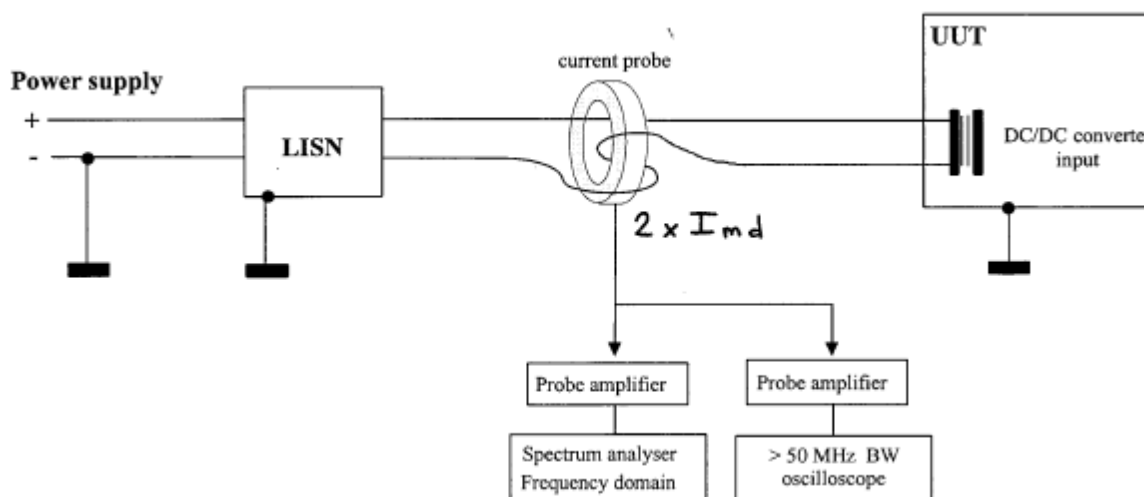 UUT
current probe
Power supply
+
-
LISN
DC/DC converte
input
2 x Imd
Probe amplifier
Probe amplifier
Spectrum analyser
Frequency domain
> 50 MHz BW
oscilloscope